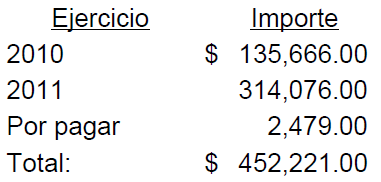 Ejercicio Importe
2010 $ 135,666.00
2011 314,076.00
Por pagar 2,479.00
Total: $ 452,221.00